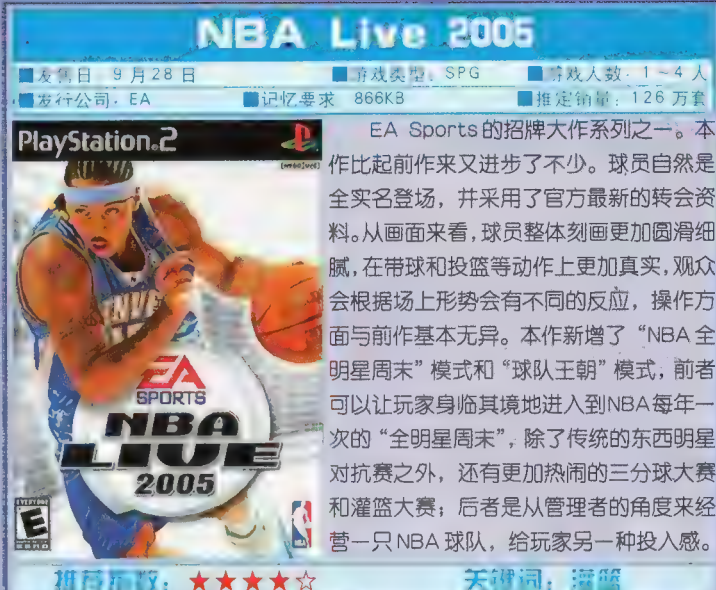 NBA Live 2005
■发售日：9月28日 ■游戏类型：SPG ■游戏人数：1～4人
■发行公司：EA ■记忆要求 866KB ■推定销量：126万套
PlayStation.2
EA SPORTS
NBA
LIVE
2005
EVERYONE
E
NBA
EA Sports的招牌大作系列之一。本
作比起前作来又进步了不少。球员自然是
全实名登场，并采用了官方最新的转会资
料。从画面来看，球员整体刻画更加圆滑细
腻，在带球和投篮等动作上更加真实，观众
会根据场上形势会有不同的反应，操作方
面与前作基本无异。本作新增了“NBA全
明星周末”模式和“球队王朝”模式，前者
可以让玩家身临其境地进入到NBA每年一
次的“全明星周末”，除了传统的东西明星
对抗赛之外，还有更加热闹的三分球大赛
和灌篮大赛；后者是从管理者的角度来经
营一只NBA球队，给玩家另一种投入感。
推荐指数：★★★★☆ 关键词：灌篮